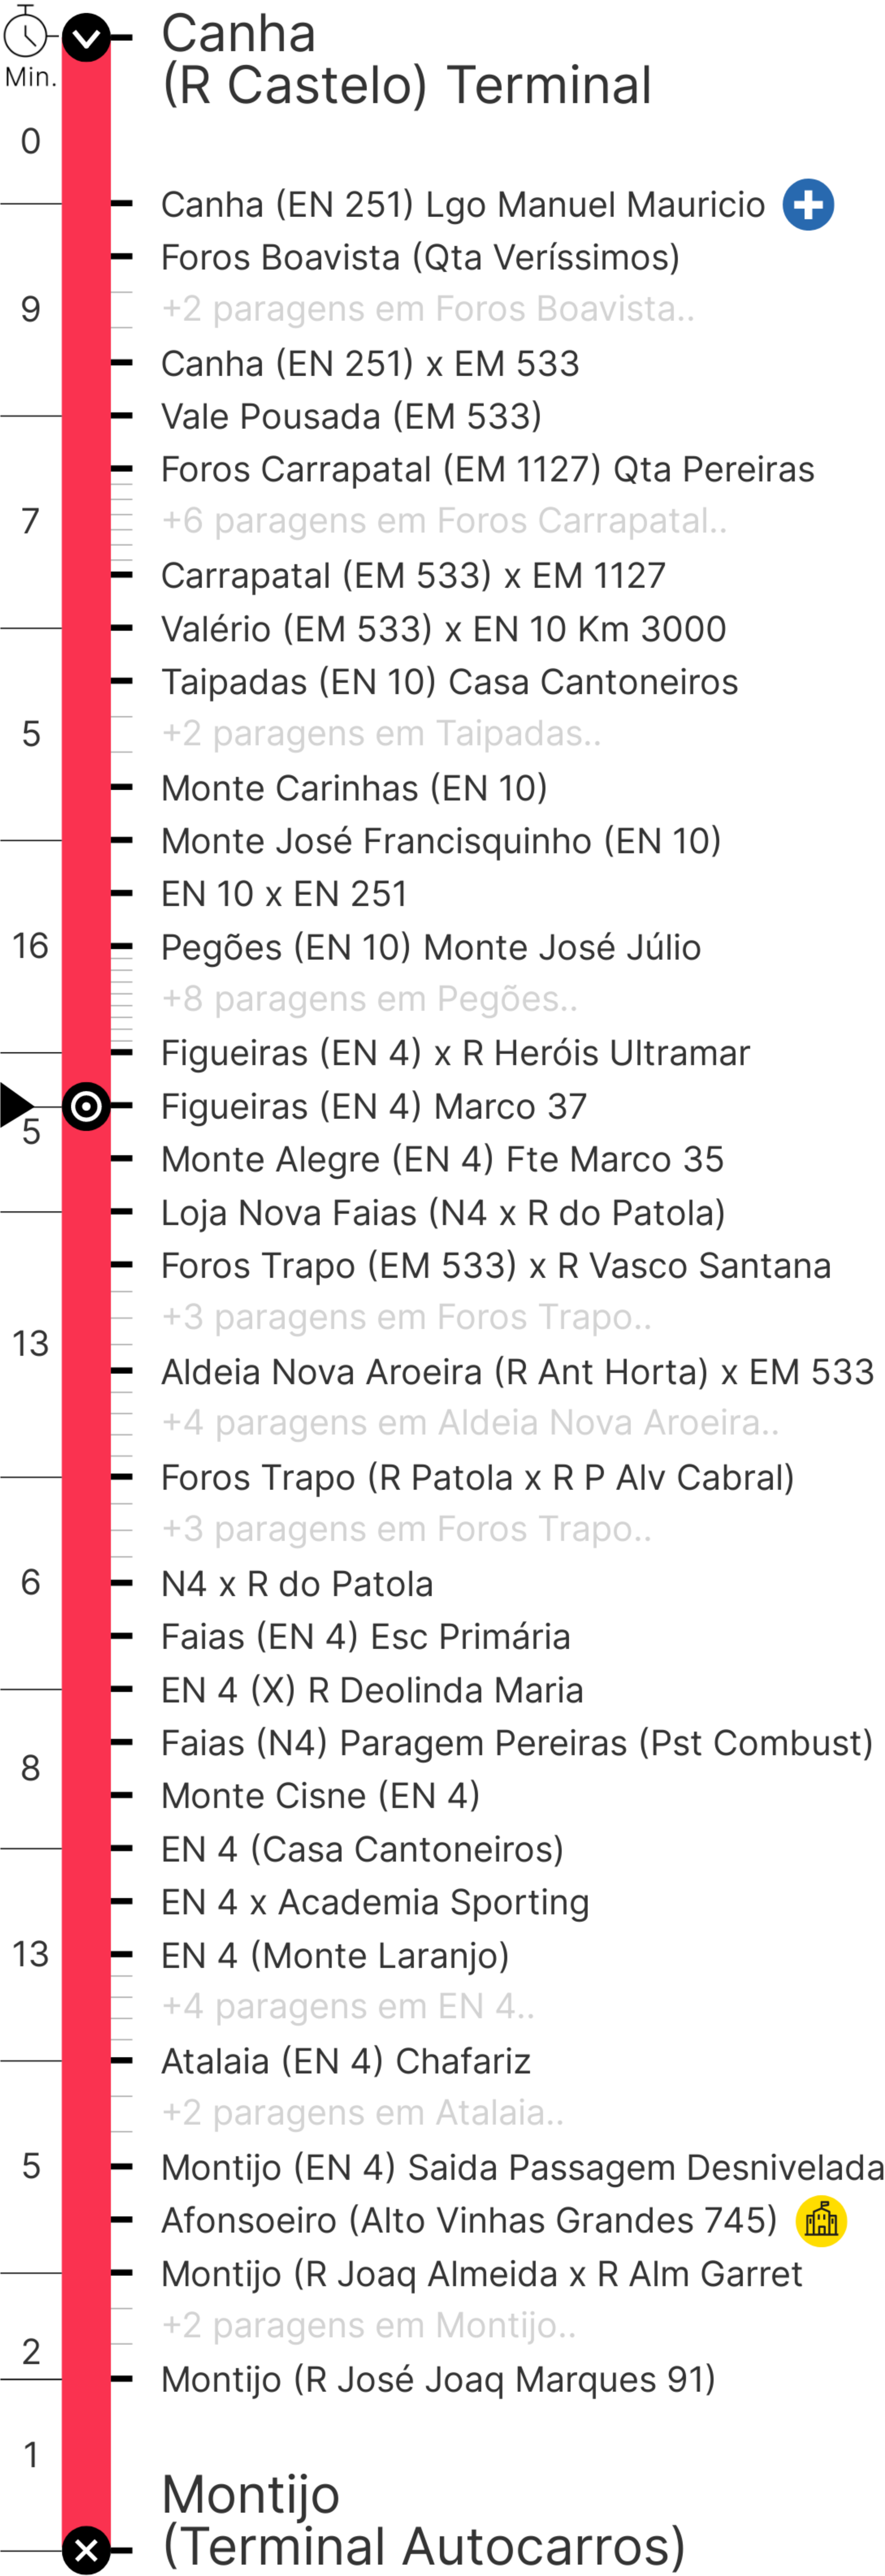 Canha
(R Castelo) Terminal
Min.
0
Canha (EN 251) Lgo Manuel Mauricio
Foros Boavista (Qta Veríssimos)
9
+2 paragens em Foros Boavista..
Canha (EN 251) x EM 533
Vale Pousada (EM 533)
Foros Carrapatal (EM 1127) Qta Pereiras
7
+6 paragens em Foros Carrapatal..
Carrapatal (EM 533) x EM 1127
Valério (EM 533) x EN 10 Km 3000
Taipadas (EN 10) Casa Cantoneiros
5
+2 paragens em Taipadas..
Monte Carinhas (EN 10)
Monte José Francisquinho (EN 10)
EN 10 x EN 251
16
Pegões (EN 10) Monte José Júlio
+8 paragens em Pegões..
Figueiras (EN 4) x R Heróis Ultramar
Figueiras (EN 4) Marco 37
5
Monte Alegre (EN 4) Fte Marco 35
Loja Nova Faias (N4 x R do Patola)
Foros Trapo (EM 533) x R Vasco Santana
+3 paragens em Foros Trapo..
13
Aldeia Nova Aroeira (R Ant Horta) x EM 533
+4 paragens em Aldeia Nova Aroeira..
Foros Trapo (R Patola x R P Alv Cabral)
+3 paragens em Foros Trapo..
6
N4 x R do Patola
Faias (EN 4) Esc Primária
EN 4 (X) R Deolinda Maria
Faias (N4) Paragem Pereiras (Pst Combust)
8
Monte Cisne (EN 4)
EN 4 (Casa Cantoneiros)
EN 4 x Academia Sporting
13
EN 4 (Monte Laranjo)
+4 paragens em EN 4..
Atalaia (EN 4) Chafariz
+2 paragens em Atalaia..
5
Montijo (EN 4) Saida Passagem Desnivelada
Afonsoeiro (Alto Vinhas Grandes 745)
Montijo (R Joaq Almeida x R Alm Garret
+2 paragens em Montijo..
2
Montijo (R José Joaq Marques 91)
1
Montijo
(Terminal Autocarros)